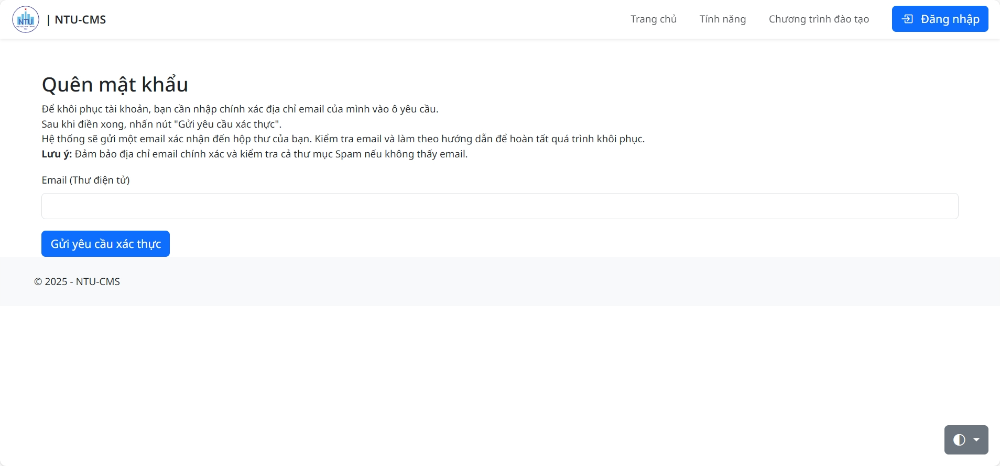 NTU
| NTU-CMS
Trang chủ
Tính năng
Chương trình đào tạo
Đăng nhập
Quên mật khẩu
Để khôi phục tài khoản, bạn cần nhập chính xác địa chỉ email của mình vào ô yêu cầu.
Sau khi điền xong, nhấn nút "Gửi yêu cầu xác thực".
Hệ thống sẽ gửi một email xác nhận đến hộp thư của bạn. Kiểm tra email và làm theo hướng dẫn để hoàn tất quá trình khôi phục.
Lưu ý: Đảm bảo địa chỉ email chính xác và kiểm tra cả thư mục Spam nếu không thấy email.
Email (Thư điện tử)
Gửi yêu cầu xác thực
© 2025 - NTU-CMS